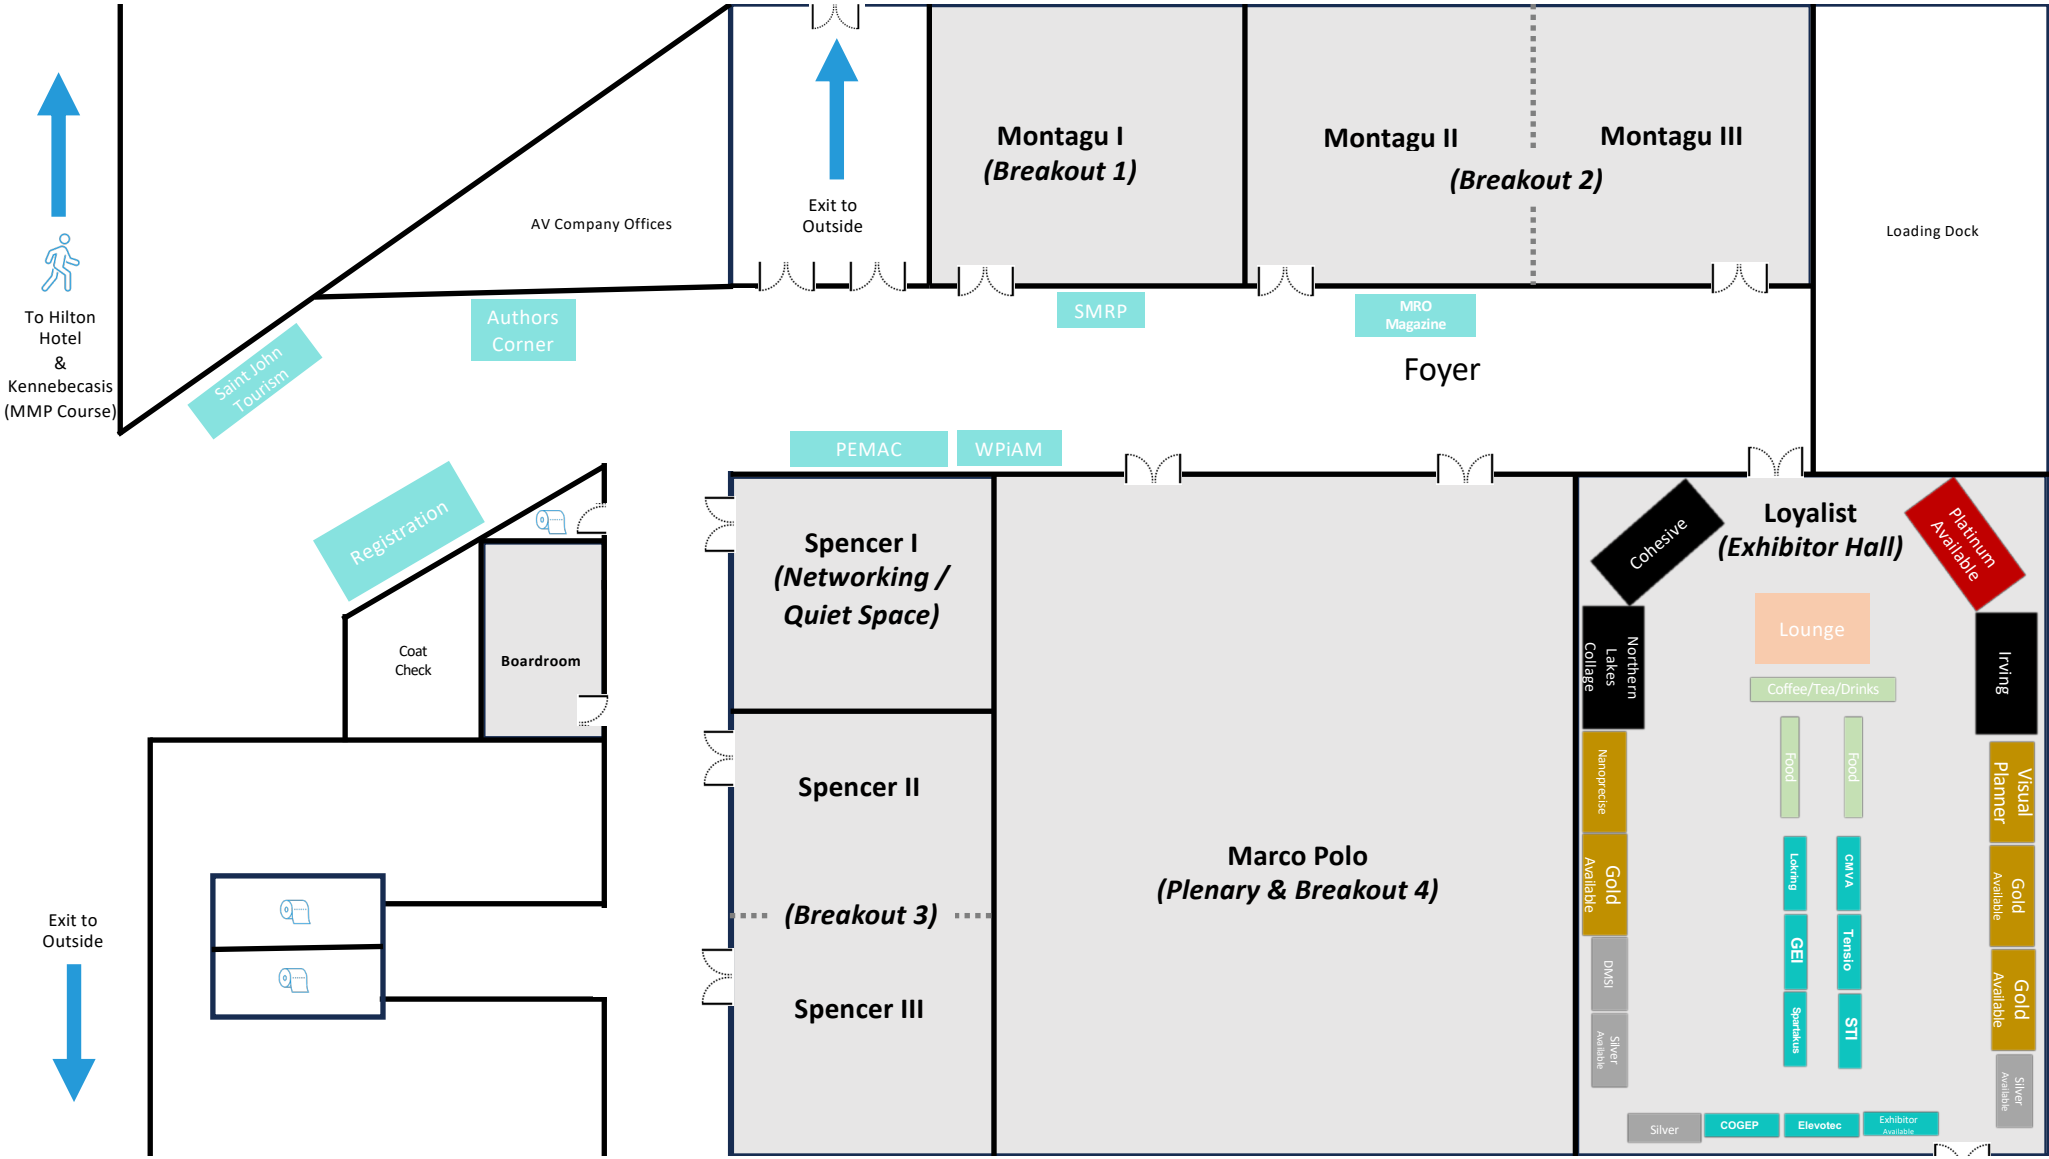 To Hilton
Hotel
&
Kennebecasis
(MMP Course)
AV Company Offices
Exit to
Outside
Montagu I
(Breakout 1)
Montagu II
Montagu III
(Breakout 2)
Loading Dock
Saint John
Tourism
Authors
Corner
SMRP
MRO
Magazine
Foyer
PEMAC
WPiAM
Registration
Coat
Check
Boardroom
Exit to
Outside
Spencer I
(Networking /
Quiet Space)
Spencer II
(Breakout 3)
Spencer III
Marco Polo
(Plenary & Breakout 4)
Loyalist
(Exhibitor Hall)
Cohesive
Platinum
Available
Northern
Lakes
Collage
Lounge
Irving
Coffee/Tea/Drinks
Nanoprecise
Food
Food
Visual
Planner
Gold
Available
Lokring
CMVA
Gold
Available
DMSI
GEI
Tensio
Gold
Available
Silver
Available
Spartakus
STI
Silver
Available
Silver
COGEP
Elevotec
Exhibitor
Available